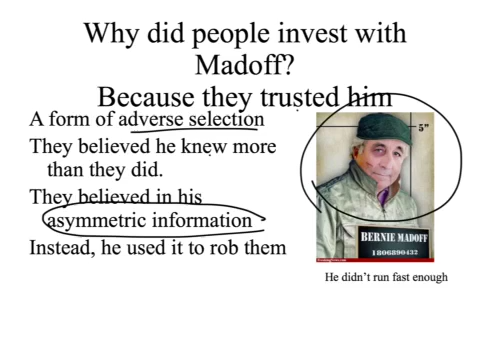 Why did people invest with
Madoff?
Because they trusted him
A form of adverse selection
They believed he knew more
than they did.
They believed in his
asymmetric information
Instead, he used it to rob them
5"
BERNIE MADOFF
1806890432
He didn't run fast enough